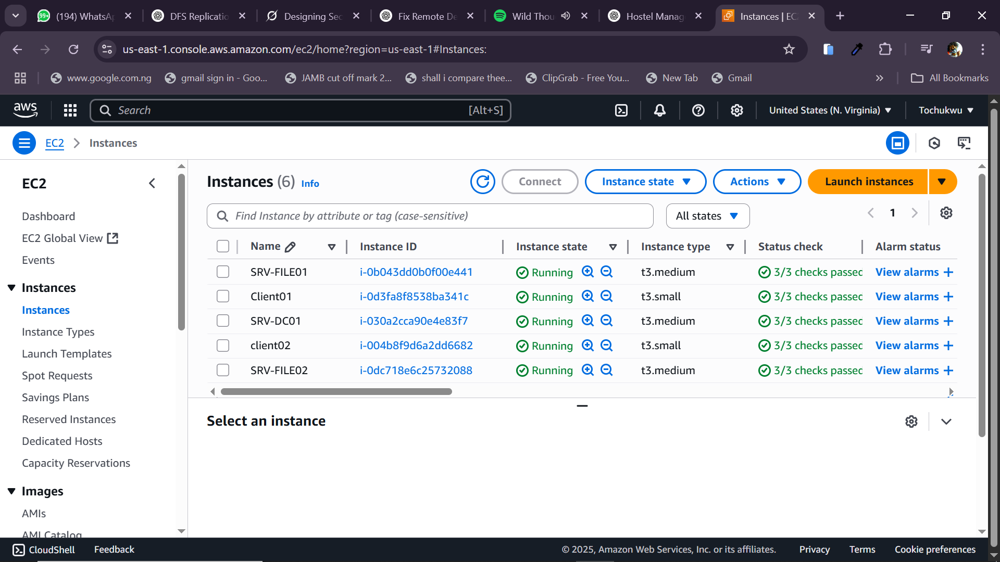 (194) WhatsAp
DFS Replicatio
Designing Sec
Fix Remote De
Wild Thou
Hostel Manag
Instances | EC
us-east-1.console.aws.amazon.com/ec2/home?region=us-east-1#Instances:
www.google.com.ng
gmail sign in - Goo...
JAMB cut off mark 2...
shall i compare thee...
ClipGrab - Free You...
New Tab
Gmail
All Bookmarks
aws
Search
[Alt+S]
United States (N. Virginia)
Tochukwu
EC2
Instances
EC2
Dashboard
EC2 Global View
Events
Instances
Instances
Instance Types
Launch Templates
Spot Requests
Savings Plans
Reserved Instances
Dedicated Hosts
Capacity Reservations
Images
AMIs
AMI Catalog
Instances (6) Info
Connect
Instance state
Actions
Launch instances
Find Instance by attribute or tag (case-sensitive)
All states
1
Name Instance ID Instance state Instance type Status check Alarm status
SRV-FILE01 i-0b043dd0b0f00e441 Running t3.medium 3/3 checks passed View alarms +
Client01 i-0d3fa8f8538ba341c Running t3.small 3/3 checks passed View alarms +
SRV-DC01 i-030a2cca90e4e83f7 Running t3.medium 3/3 checks passed View alarms +
client02 i-004b8f9d6a2dd6682 Running t3.small 3/3 checks passed View alarms +
SRV-FILE02 i-0dc718e6c25732088 Running t3.medium 3/3 checks passed View alarms +
Select an instance
CloudShell
Feedback
© 2025, Amazon Web Services, Inc. or its affiliates.
Privacy
Terms
Cookie preferences